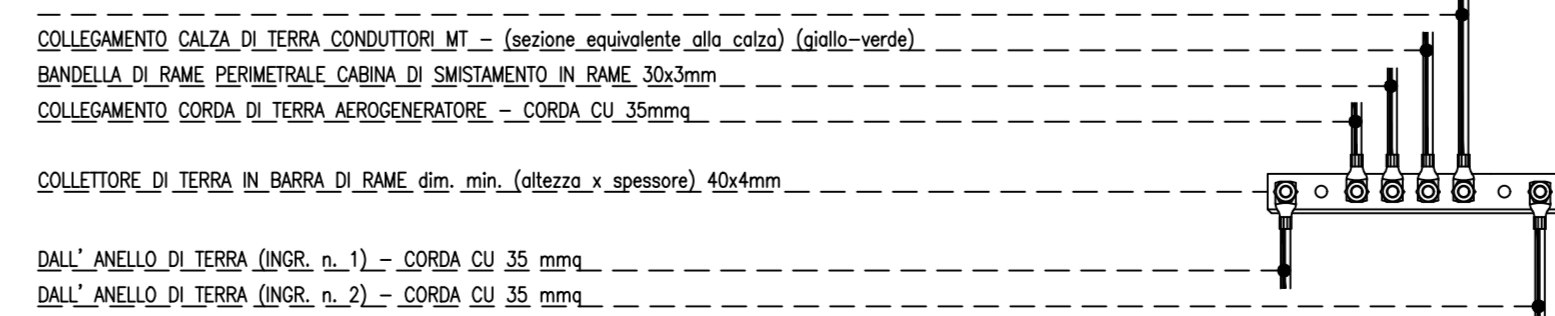 COLLEGAMENTO CALZA DI TERRA CONDUTTORI MT – (sezione equivalente alla calza) (giallo-verde)
BANDELLA DI RAME PERIMETRALE CABINA DI SMISTAMENTO IN RAME 30x3mm
COLLEGAMENTO CORDA DI TERRA AEROGENERATORE – CORDA CU 35mmq
COLLETTORE DI TERRA IN BARRA DI RAME dim. min. (altezza x spessore) 40x4mm
DALL' ANELLO DI TERRA (INGR. n. 1) – CORDA CU 35 mmq
DALL' ANELLO DI TERRA (INGR. n. 2) – CORDA CU 35 mmq